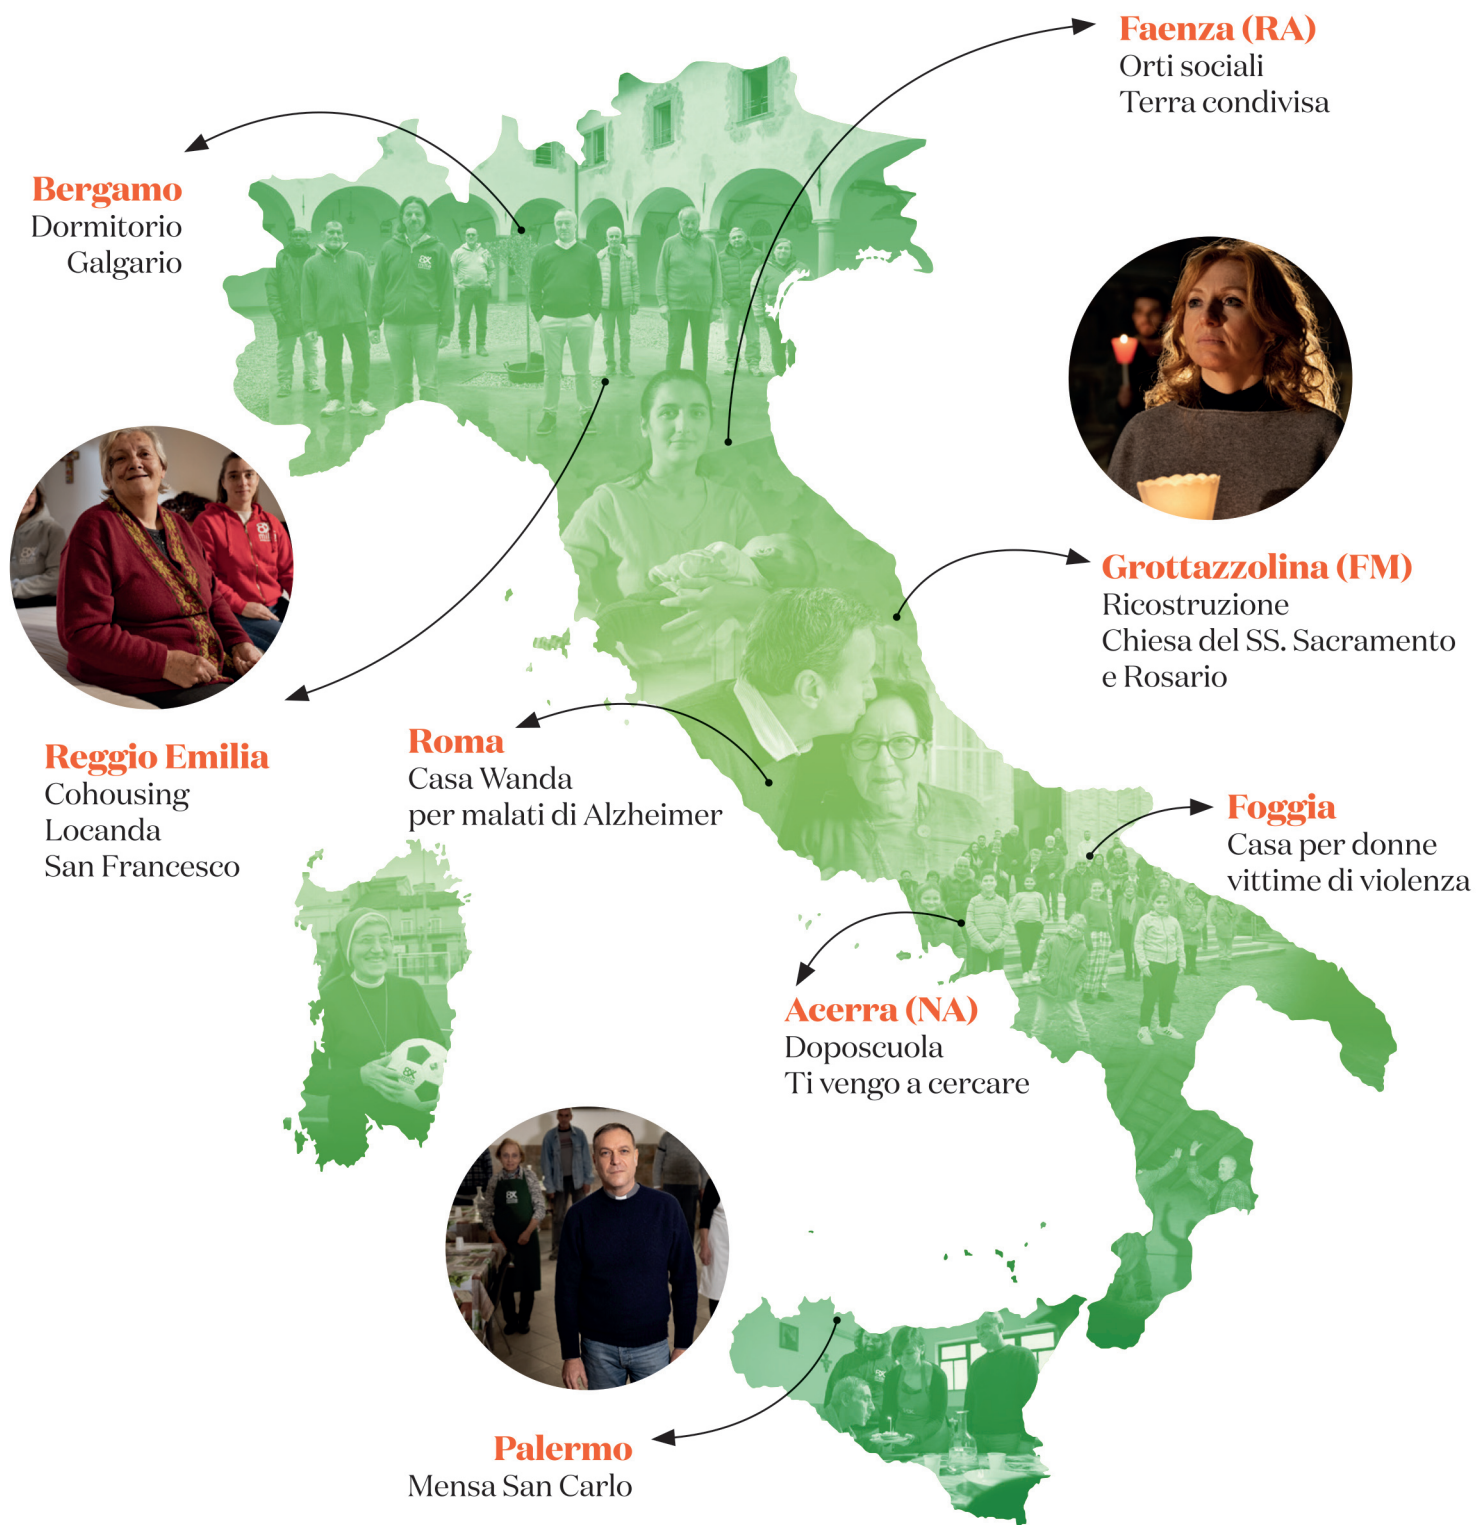 Faenza (RA)
Orti sociali
Terra condivisa
Bergamo
Dormitorio
Galgario
Grottazzolina (FM)
Ricostruzione
Chiesa del SS. Sacramento
e Rosario
Reggio Emilia
Cohousing
Locanda
San Francesco
Roma
Casa Wanda
per malati di Alzheimer
Foggia
Casa per donne
vittime di violenza
Acerra (NA)
Doposcuola
Ti vengo a cercare
Palermo
Mensa San Carlo